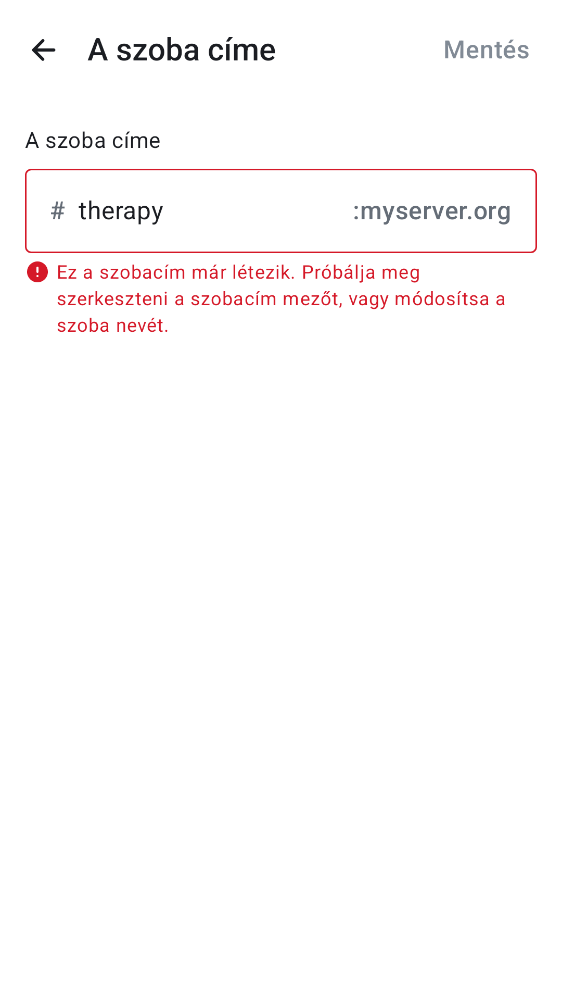 A szoba címe
Mentés
A szoba címe
# therapy :myserver.org
Ez a szobacím már létezik. Próbálja meg
szerkeszteni a szobacím mezőt, vagy módosítsa a
szoba nevét.